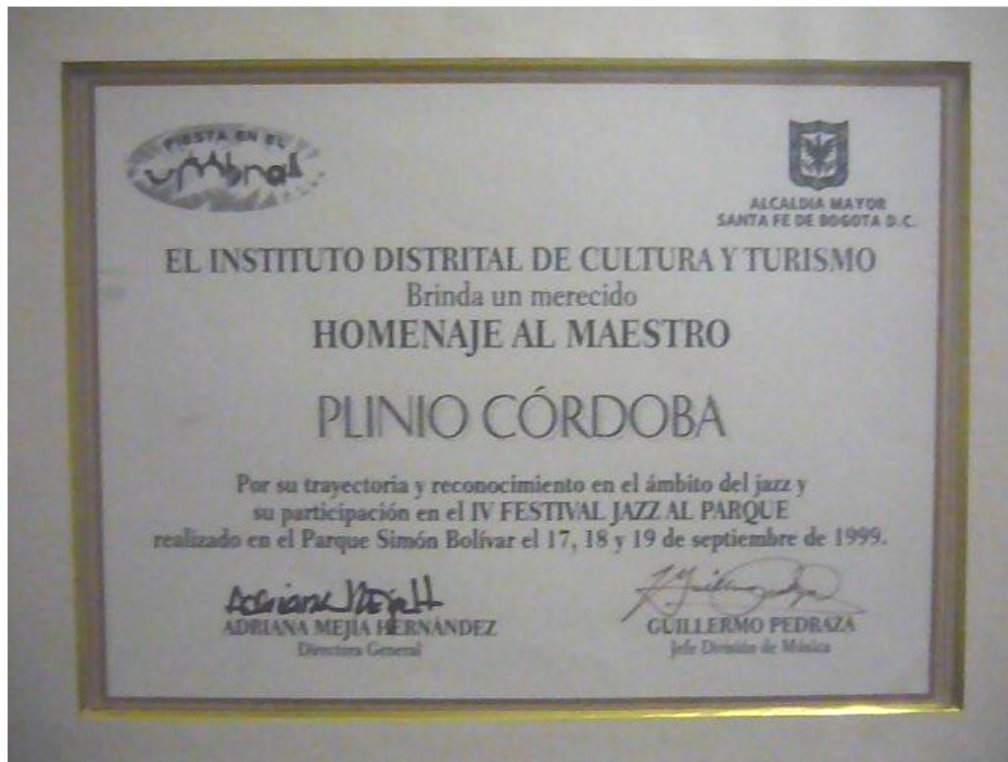 FIESTA EN EL
umbral
ALCALDIA MAYOR
SANTA FE DE BOGOTA D.C.
EL INSTITUTO DISTRITAL DE CULTURA Y TURISMO
Brinda un merecido
HOMENAJE AL MAESTRO
PLINIO CÓRDOBA
Por su trayectoria y reconocimiento en el ámbito del jazz y
su participación en el IV FESTIVAL JAZZ AL PARQUE
realizado en el Parque Simón Bolívar el 17, 18 y 19 de septiembre de 1999.
ADRIANA MEJÍA HERNÁNDEZ
Directora General
GUILLERMO PEDRAZA
Jefe División de Música